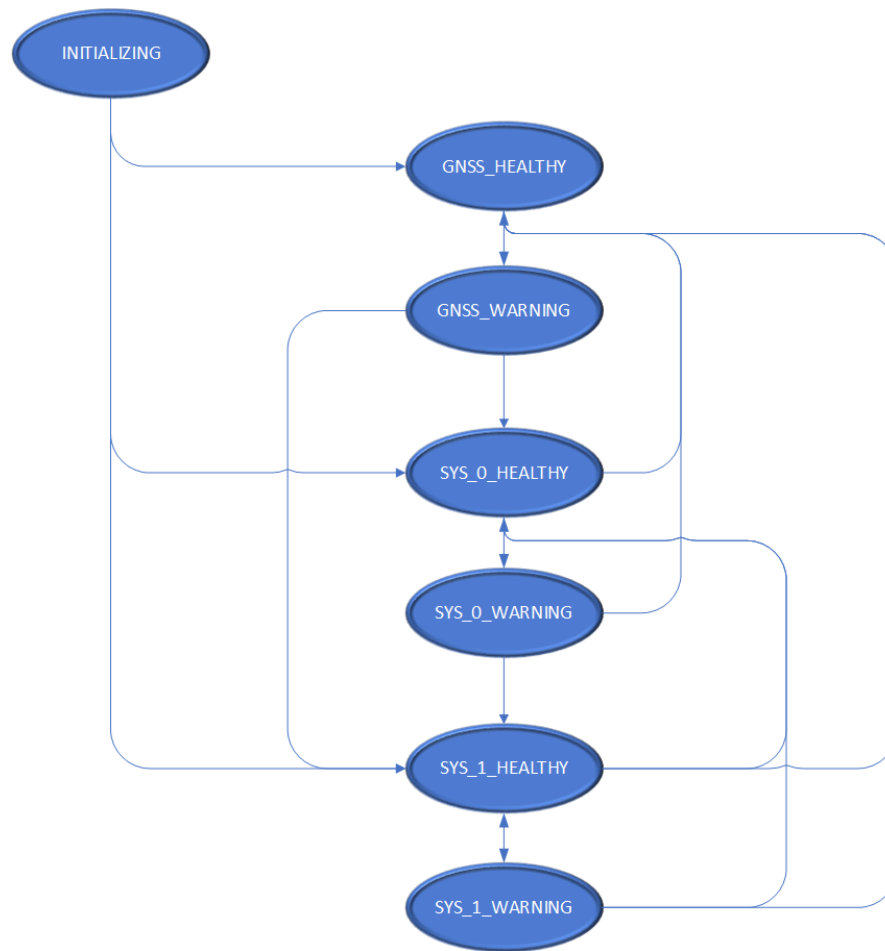 INITIALIZING
GNSS_HEALTHY
GNSS_WARNING
SYS_0_HEALTHY
SYS_0_WARNING
SYS_1_HEALTHY
SYS_1_WARNING